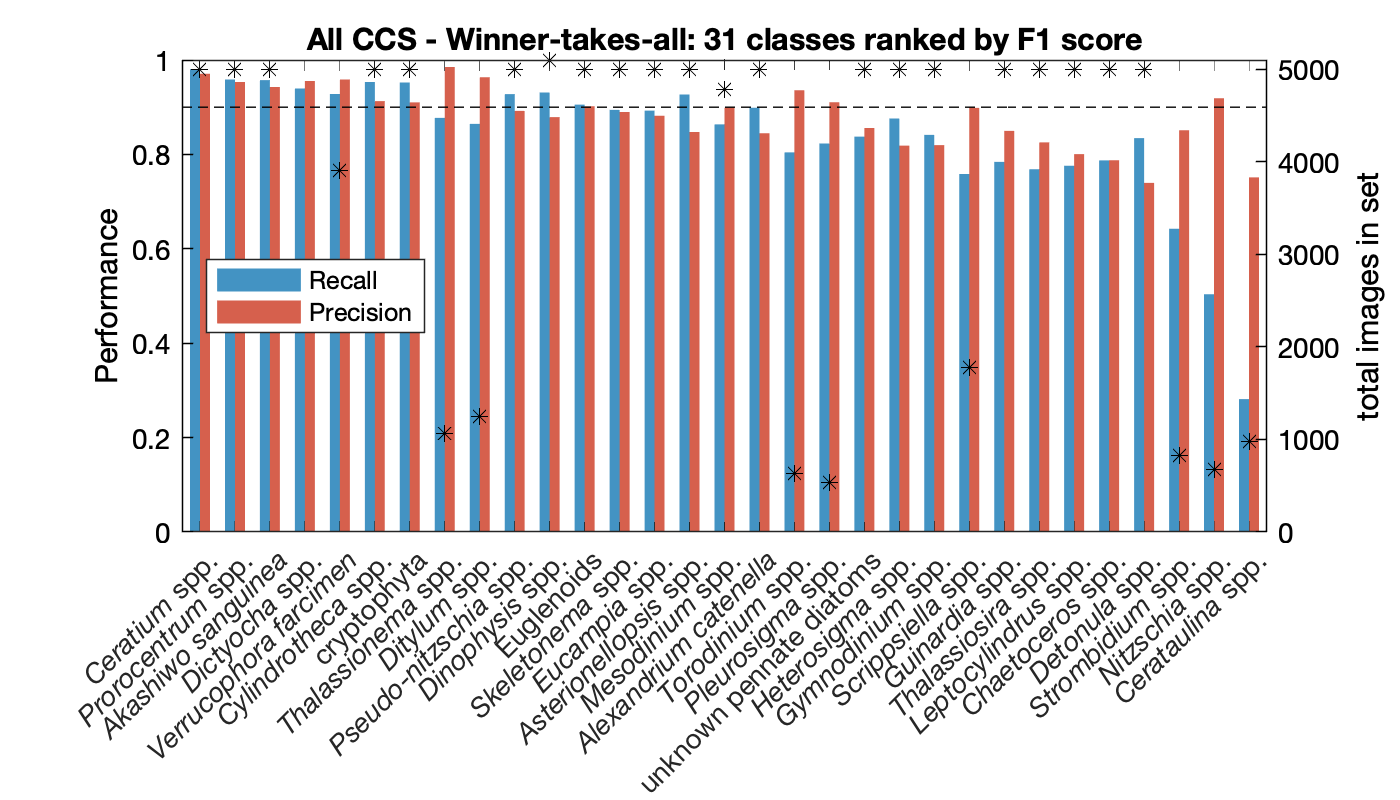 All CCS - Winner-takes-all: 31 classes ranked by F1 score
1
0.8
0.6
0.4
0.2
0
Performance
Recall
Precision
5000
4000
3000
2000
1000
0
total images in set
Ceratium spp.
Prorocentrum spp.
Akashiwo sanguinea
Dictyocha spp.
Verrucophora farcimen
Cylindrotheca spp.
cryptophyta
Thalassionema spp.
Ditylum spp.
Pseudo-nitzschia spp.
Dinophysis spp.
Euglenoids
Skeletonema spp.
Eucampia spp.
Asterionellopsis spp.
Mesodinium spp.
Alexandrium catenella
Torodinium spp.
Pleurosigma spp.
unknown pennate diatoms
Heterosigma spp.
Gymnodinium spp.
Scrippsiella spp.
Guinardia spp.
Thalassiosira spp.
Leptocylindrus spp.
Chaetoceros spp.
Detonula spp.
Strombidium spp.
Nitzschia spp.
Cerataulina spp.